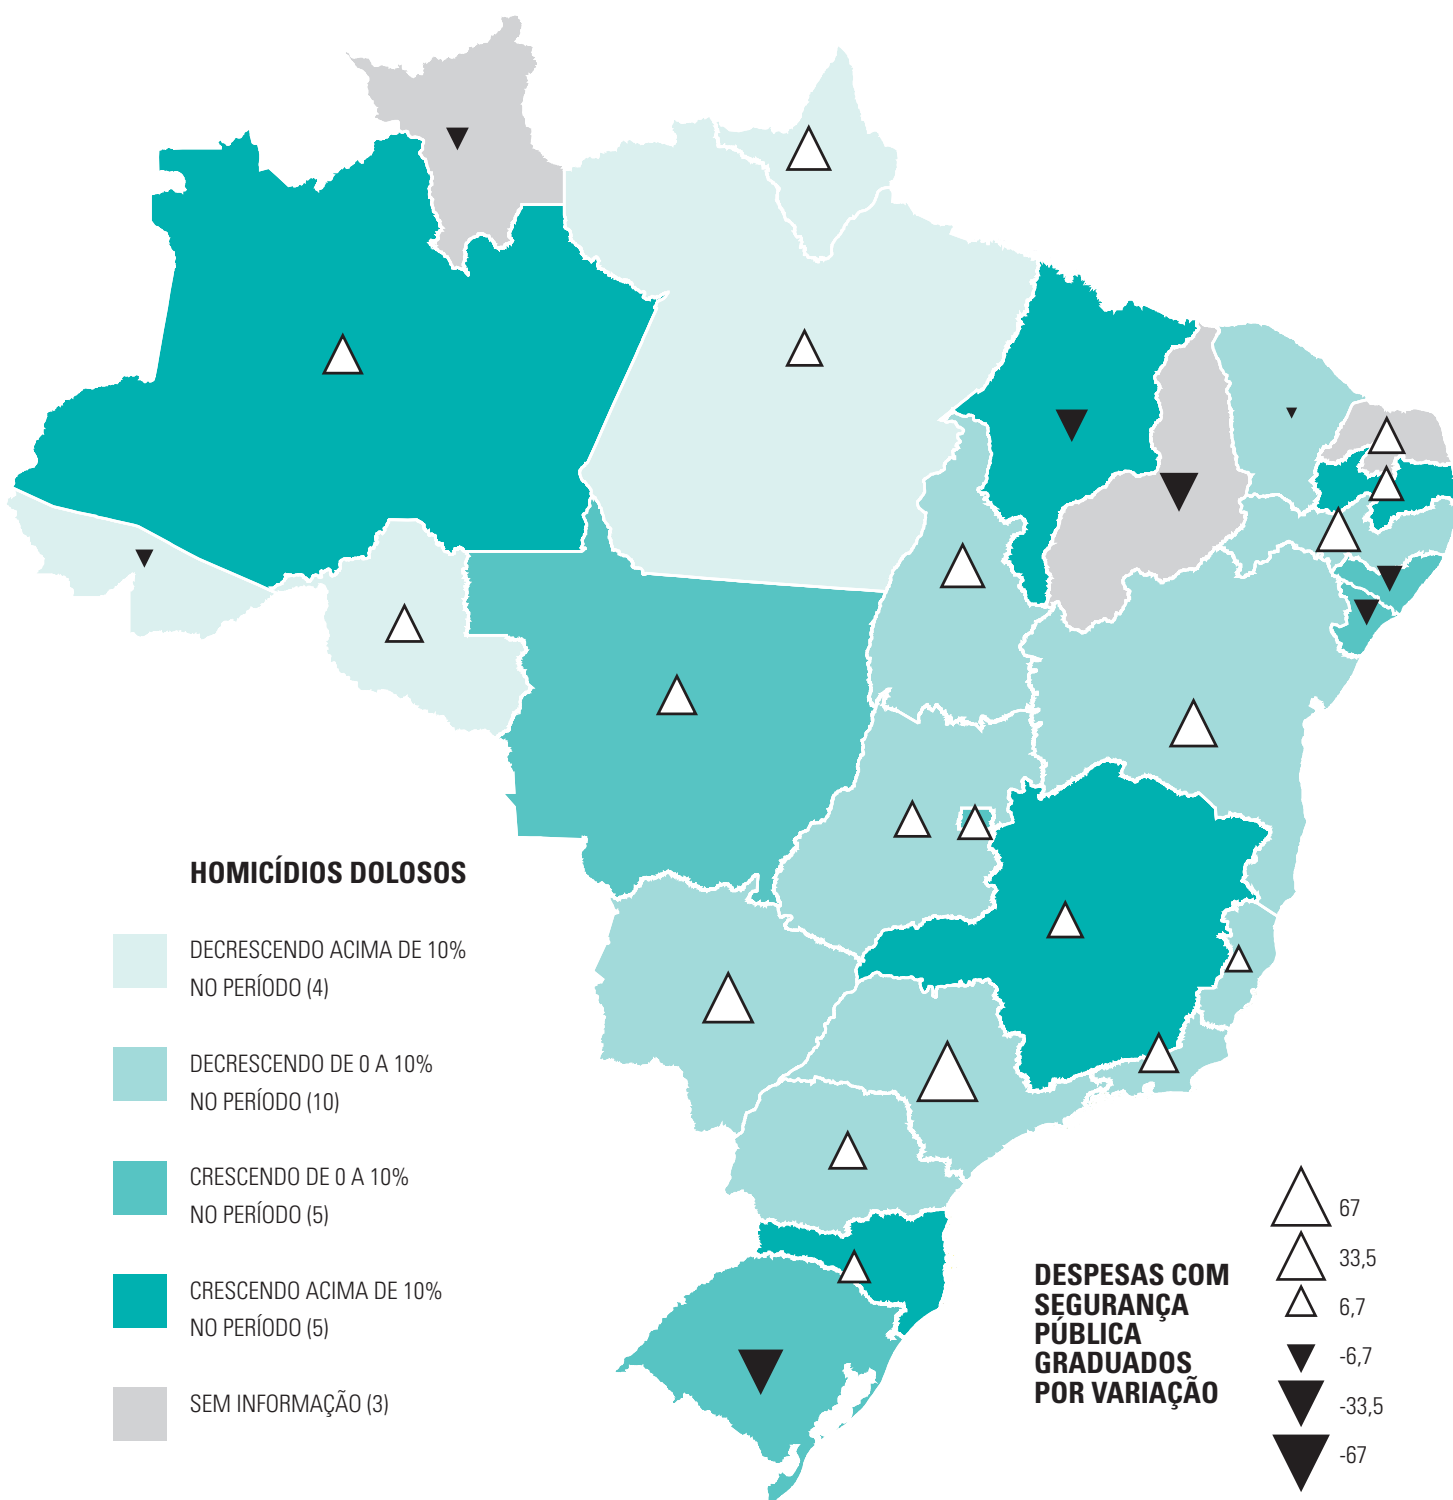 HOMICÍDIOS DOLOSOS
DECRESCENDO ACIMA DE 10%
NO PERÍODO (4)
DECRESCENDO DE 0 A 10%
NO PERÍODO (10)
CRESCENDO DE 0 A 10%
NO PERÍODO (5)
CRESCENDO ACIMA DE 10%
NO PERÍODO (5)
SEM INFORMAÇÃO (3)
DESPESAS COM
SEGURANÇA
PÚBLICA
GRADUADOS
POR VARIAÇÃO
67
33,5
6,7
-6,7
-33,5
-67